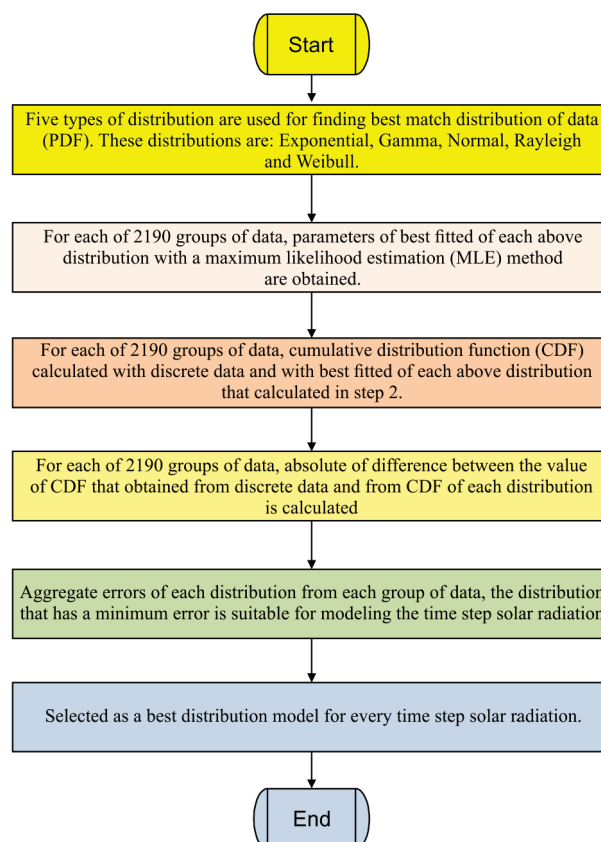 Start
Five types of distribution are used for finding best match distribution of data
(PDF). These distributions are: Exponential, Gamma, Normal, Rayleigh
and Weibull.
For each of 2190 groups of data, parameters of best fitted of each above
distribution with a maximum likelihood estimation (MLE) method
are obtained.
For each of 2190 groups of data, cumulative distribution function (CDF)
calculated with discrete data and with best fitted of each above distribution
that calculated in step 2.
For each of 2190 groups of data, absolute of difference between the value
of CDF that obtained from discrete data and from CDF of each distribution
is calculated
Aggregate errors of each distribution from each group of data, the distribution
that has a minimum error is suitable for modeling the time step solar radiation
Selected as a best distribution model for every time step solar radiation.
End